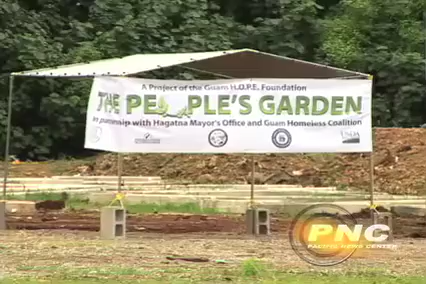 A Project of the Guam H.O.P.E. Foundation
THE PEOPLE'S GARDEN
in partnership with Hagatna Mayor's Office and Guam Homeless Coalition
USDA
PNC
PACIFIC NEWS CENTER